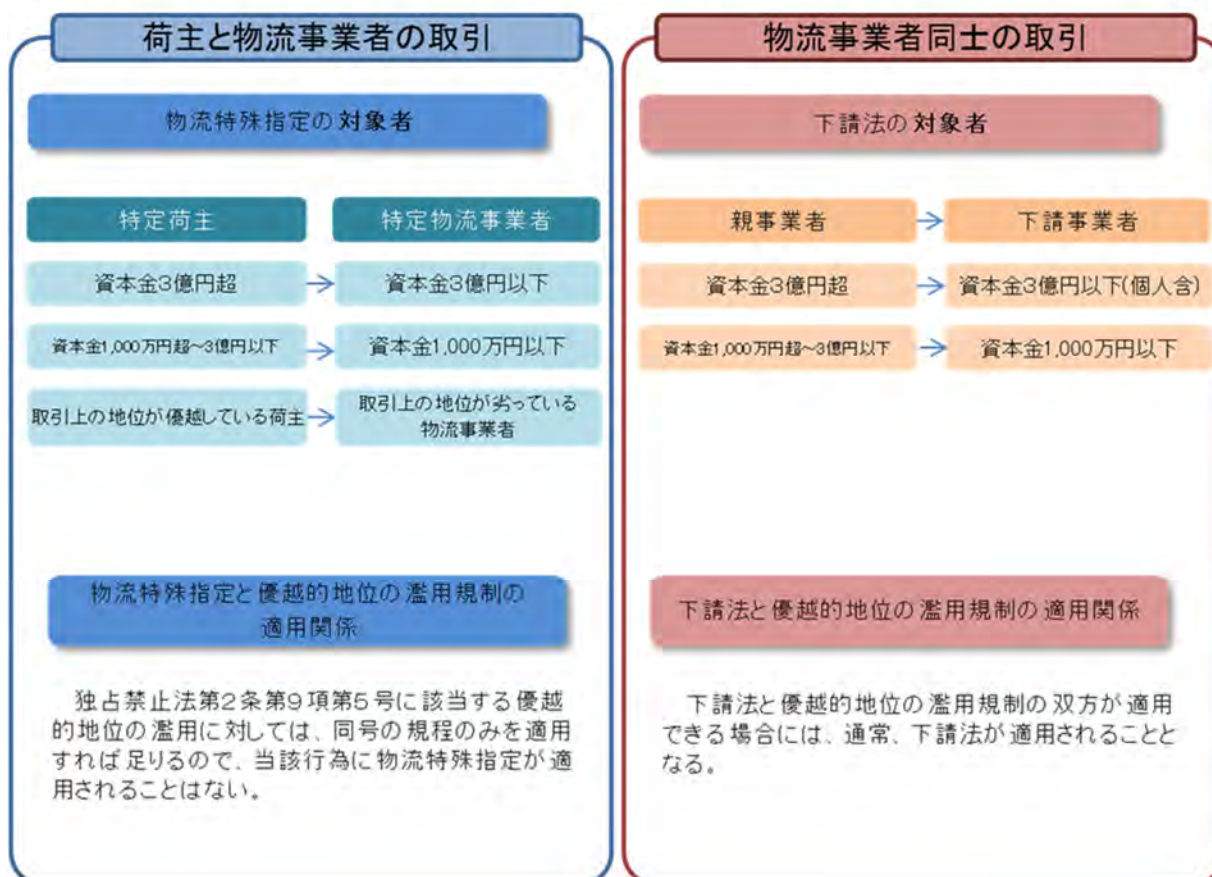 荷主と物流事業者の取引
物流特殊指定の対象者
特定荷主
特定物流事業者
資本金3億円超
資本金3億円以下
資本金1,000万円超～3億円以下
資本金1,000万円以下
取引上の地位が優越している荷主
取引上の地位が劣っている
物流事業者
物流特殊指定と優越的地位の濫用規制の
適用関係
独占禁止法第2条第9項第5号に該当する優越
的地位の濫用に対しては、同号の規程のみを適用
すれば足りるので、当該行為に物流特殊指定が適
用されることはない。
物流事業者同士の取引
下請法の対象者
親事業者
下請事業者
資本金3億円超
資本金3億円以下(個人含)
資本金1,000万円超～3億円以下
資本金1,000万円以下
下請法と優越的地位の濫用規制の適用関係
下請法と優越的地位の濫用規制の双方が適用
できる場合には、通常、下請法が適用されることと
なる。